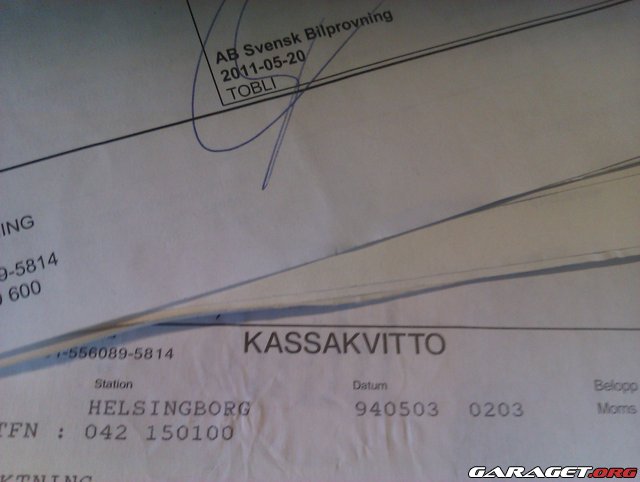 AB Svensk Bilprovning
2011-05-20
TOBLI
ING
9-5814
600
-556089-5814
KASSAKVITTO
Station Datum Belopp
HELSINGBORG 940503 0203 Moms
TFN : 042 150100
KTNING
GARAGET.ORG